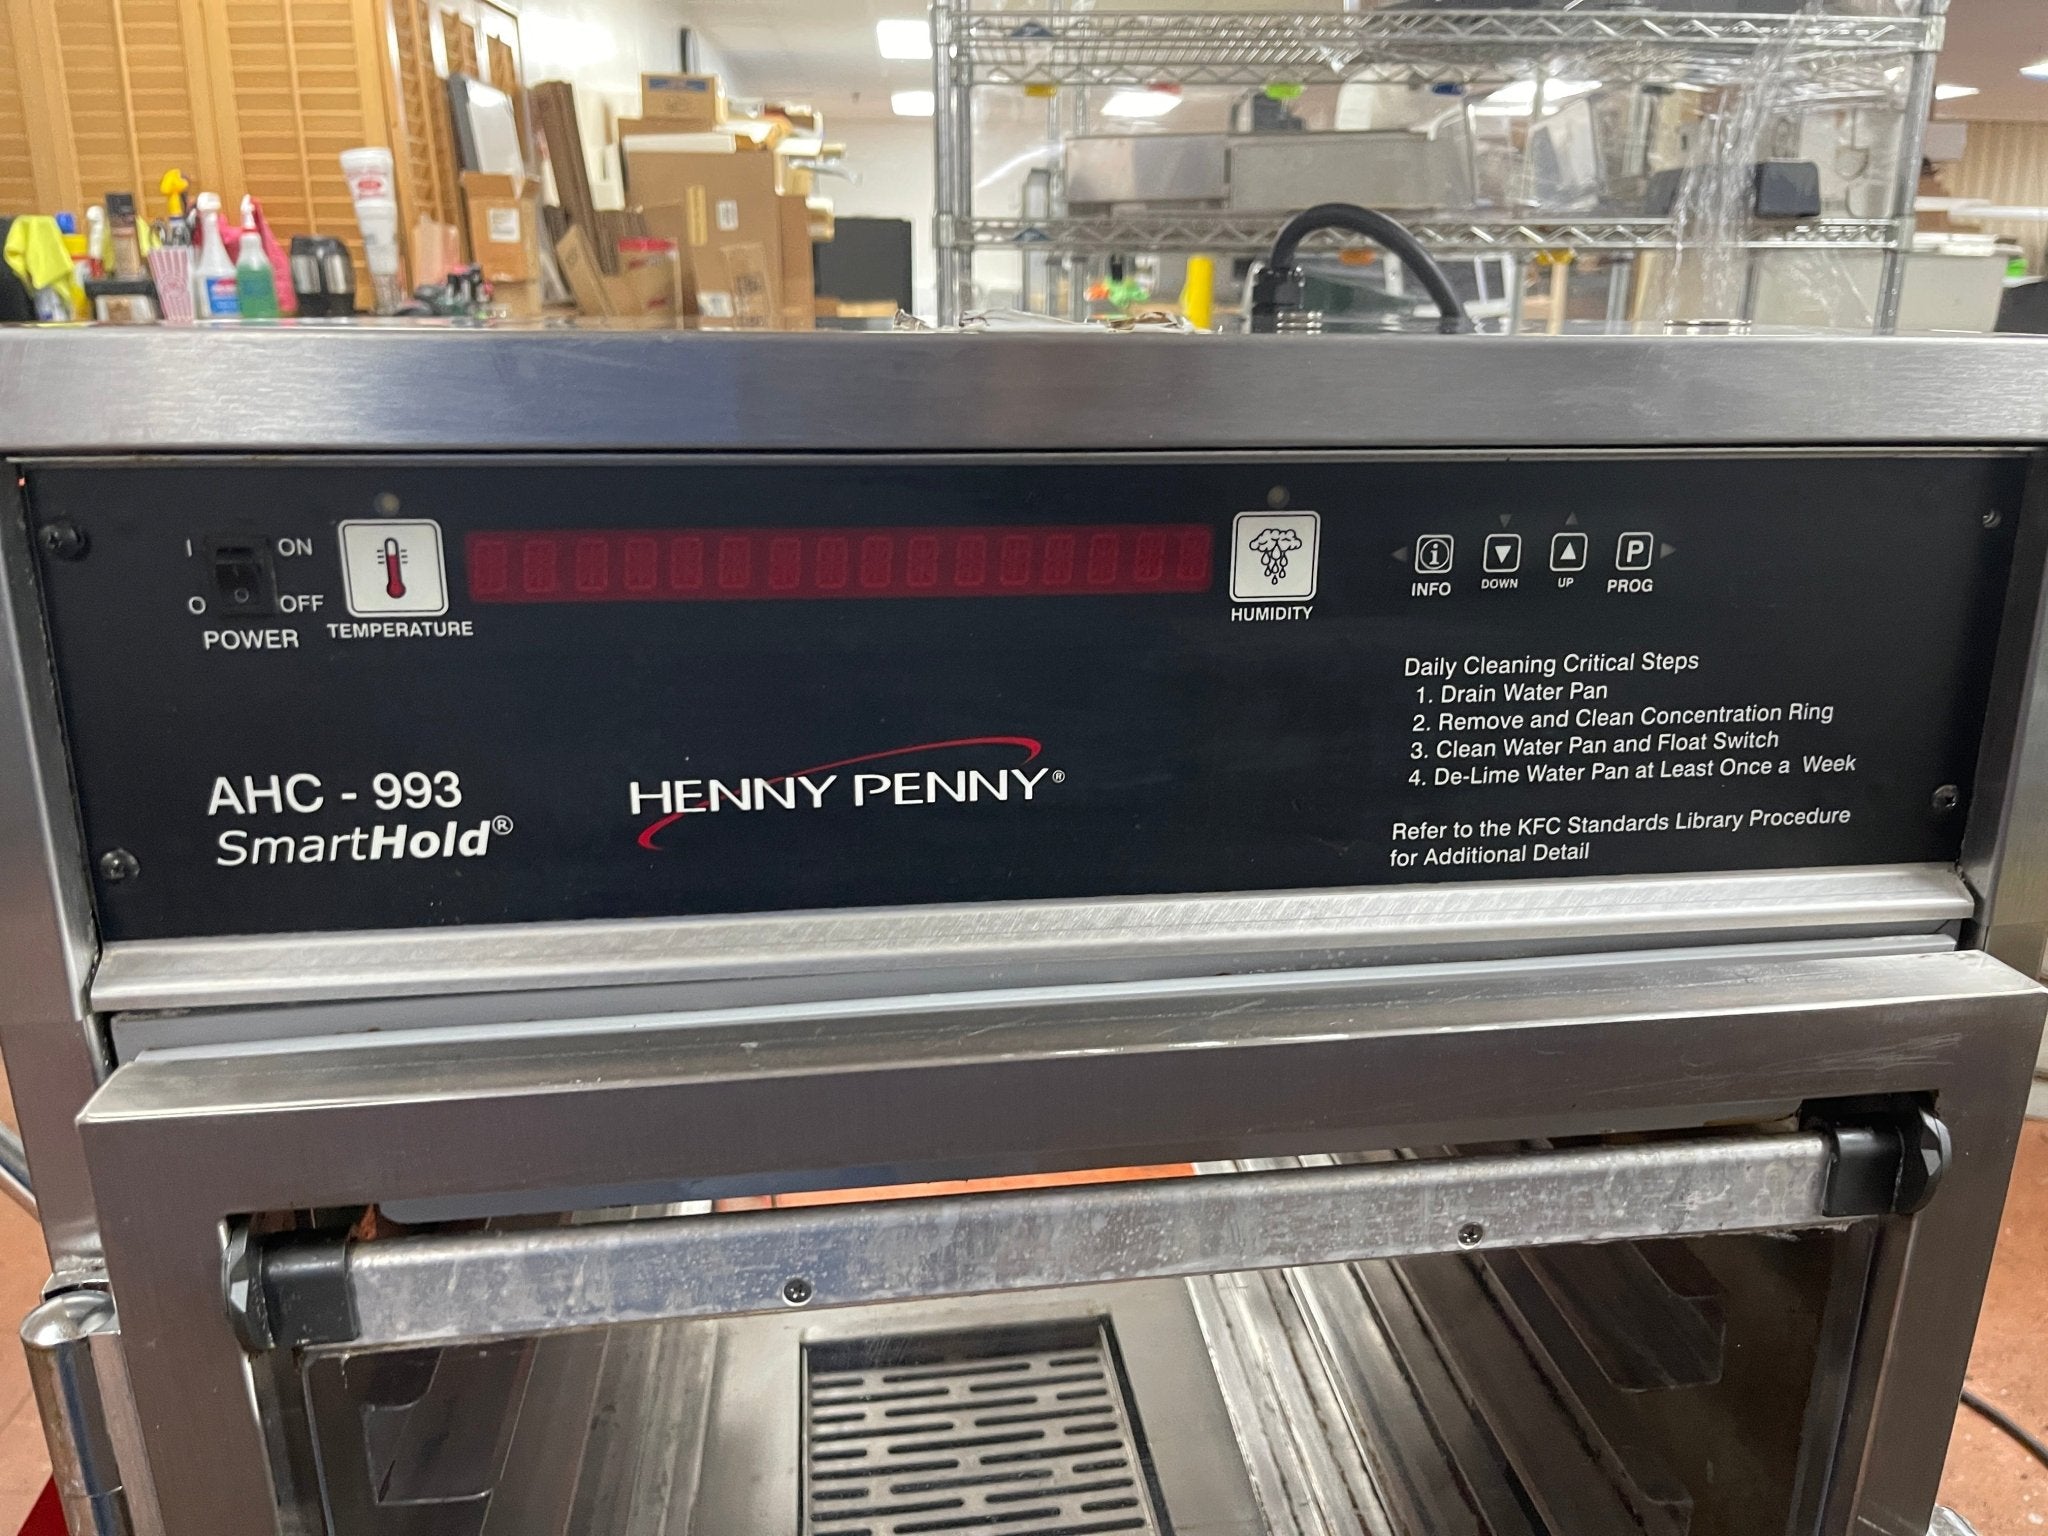 I ON
O OFF
POWER
TEMPERATURE
HUMIDITY
INFO
DOWN
UP
P
PROG
Daily Cleaning Critical Steps
1. Drain Water Pan
2. Remove and Clean Concentration Ring
3. Clean Water Pan and Float Switch
4. De-Lime Water Pan at Least Once a Week
Refer to the KFC Standards Library Procedure
for Additional Detail
AHC - 993
SmartHold®
HENNY PENNY®